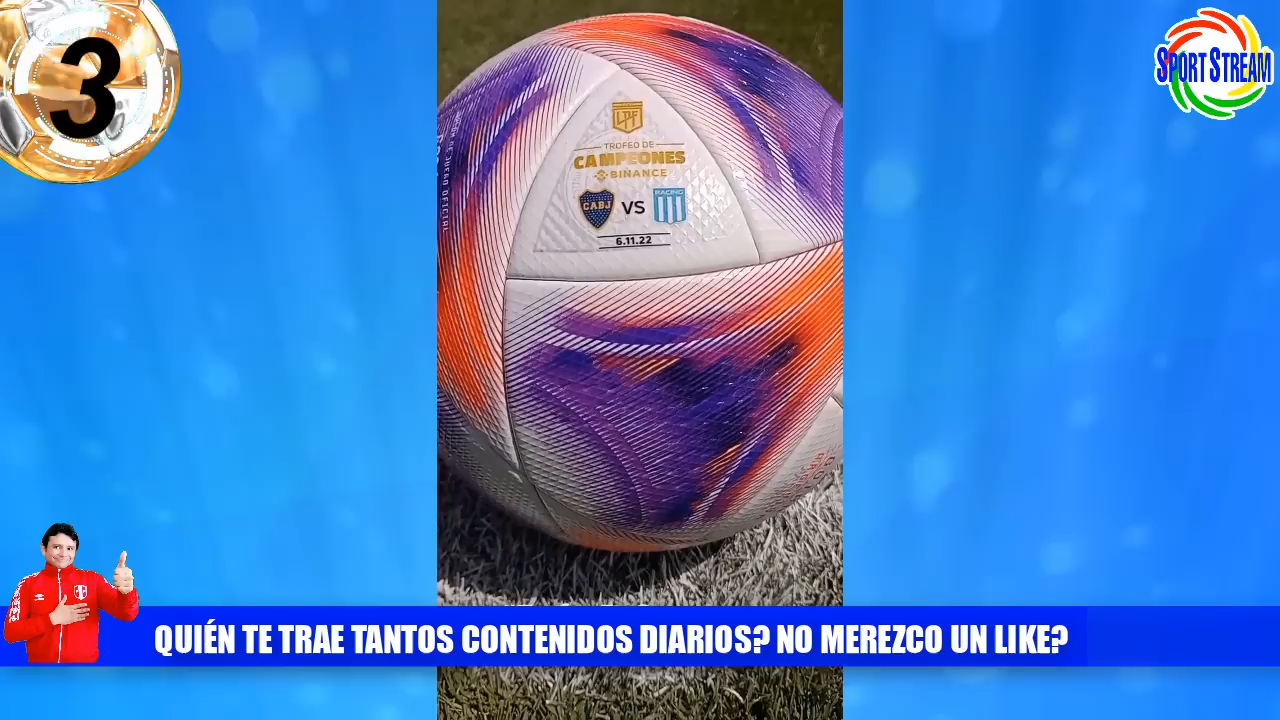 3
SPORT STREAM
LPF
TROFEO DE
CAMPEONES
BINANCE
CABJ
VS
RACING
6.11.22
QUIÉN TE TRAE TANTOS CONTENIDOS DIARIOS? NO MEREZCO UN LIKE?